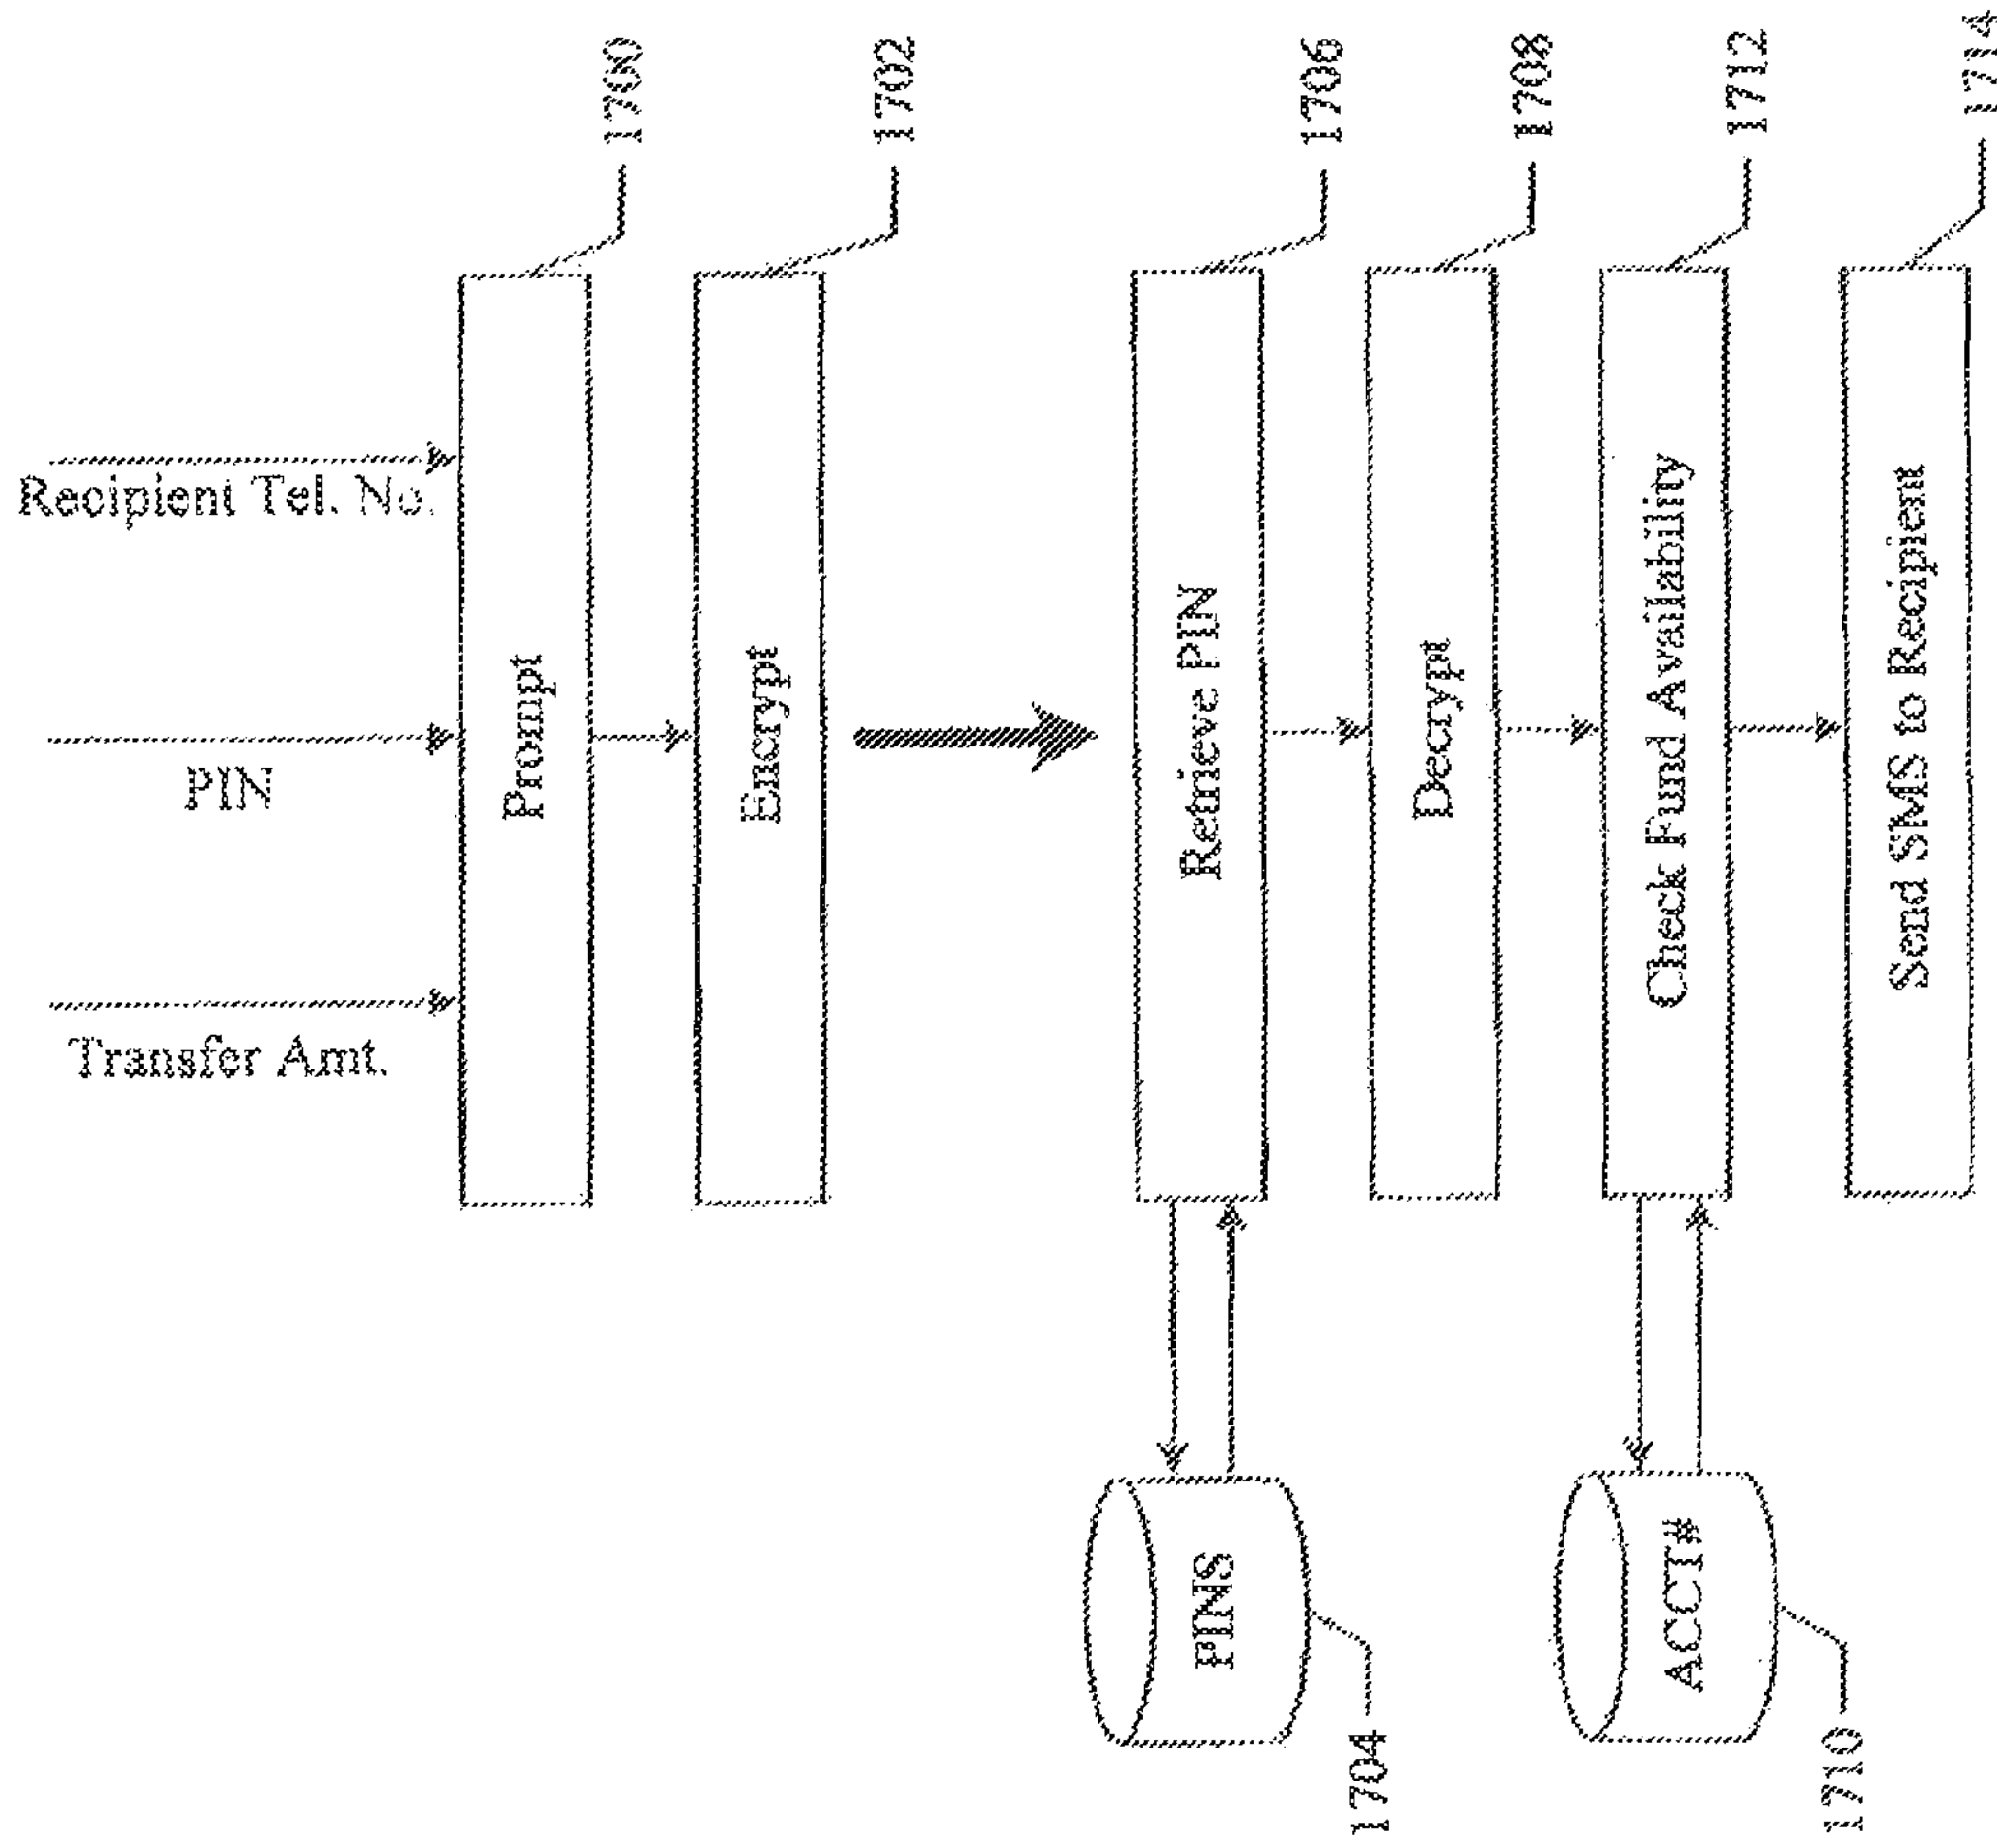 Transfer Amt.
PIN
Recipient Tel. No.
Prompt
1700
Encrypt
1702
PINS
1704
Retrieve PIN
1706
Decrypt
1708
ACCT#
1710
Check Fund Availability
1712
Send SMS to Recipient
1714